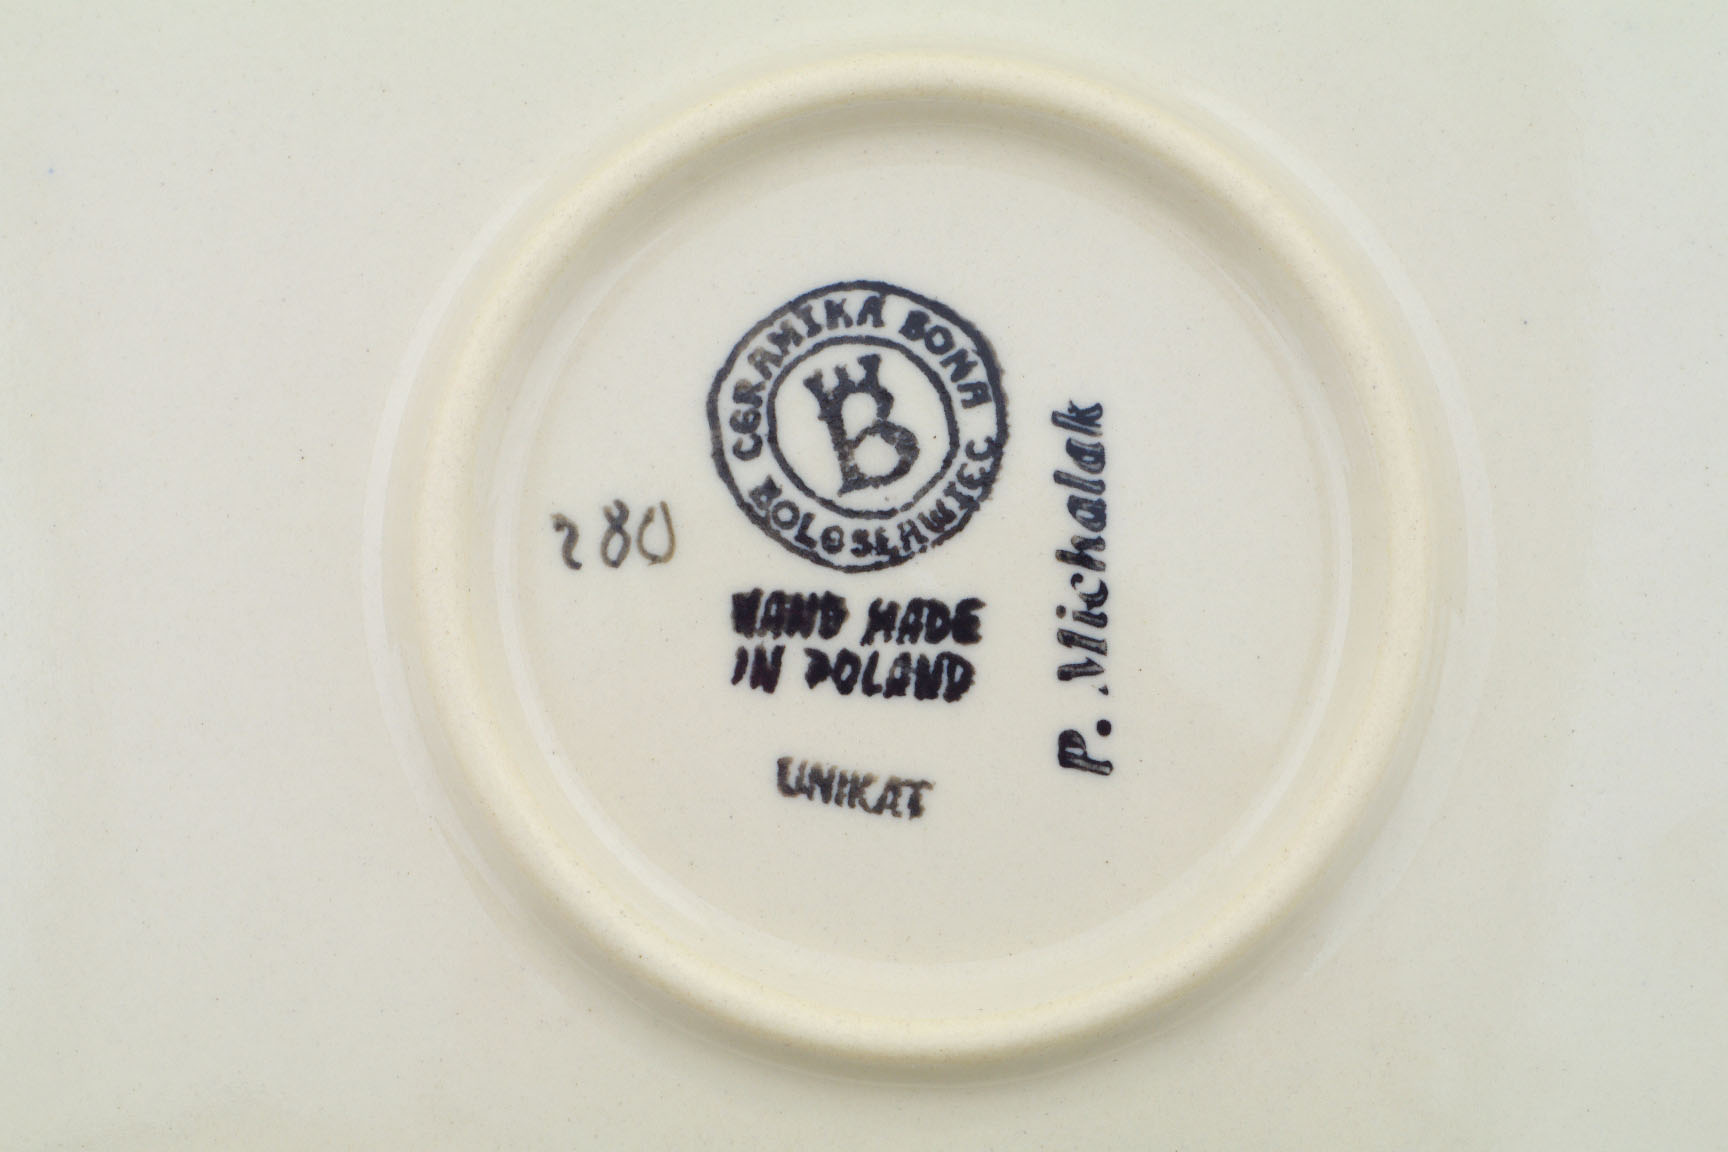 CERAMIKA BONA
BOLESŁAWIEC
B
280
HAND MADE
IN POLAND
UNIKAT
P. Michalak